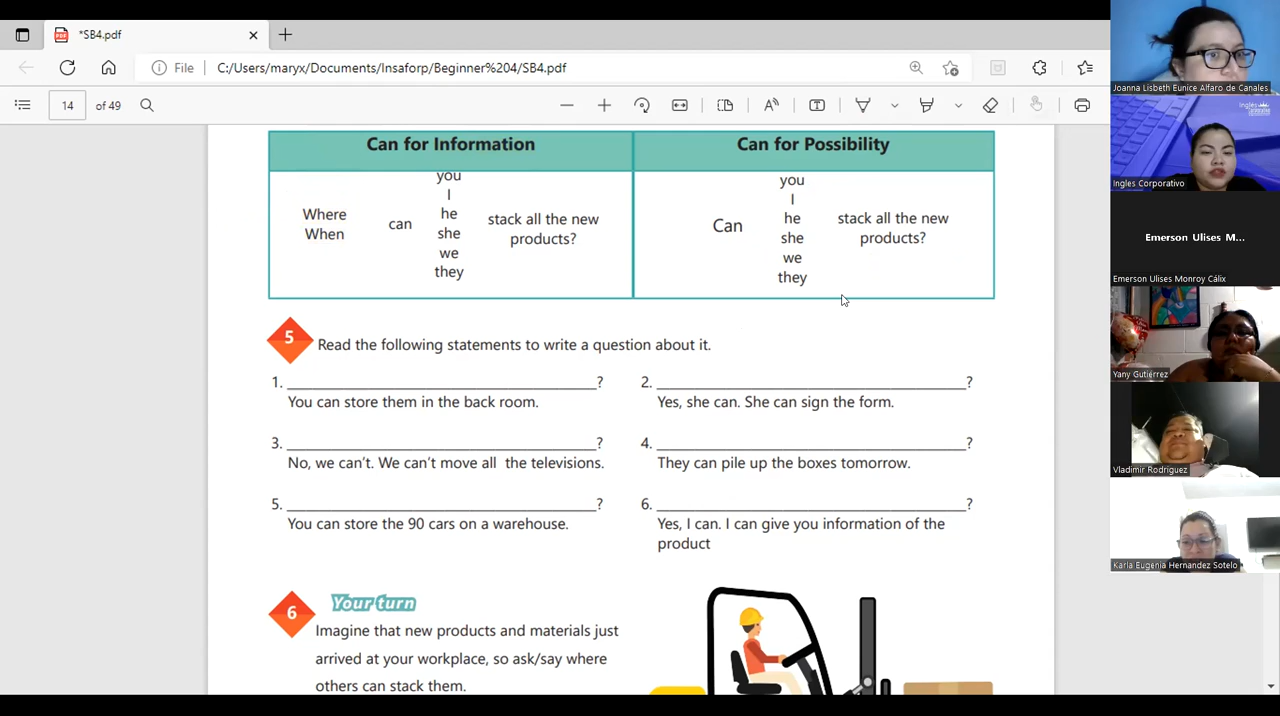 *SB4.pdf
File C:/Users/maryx/Documents/Insaforp/Beginner%204/SB4.pdf
14 of 49
Can for Information
Can for Possibility
Where
When
can
you
I
he
she
we
they
stack all the new
products?
Can
you
I
he
she
we
they
stack all the new
products?
5 Read the following statements to write a question about it.
1. ?
You can store them in the back room.
2. ?
Yes, she can. She can sign the form.
3. ?
No, we can't. We can't move all the televisions.
4. ?
They can pile up the boxes tomorrow.
5. ?
You can store the 90 cars on a warehouse.
6. ?
Yes, I can. I can give you information of the
product
6 Your turn
Imagine that new products and materials just
arrived at your workplace, so ask/say where
others can stack them.
Joanna Lisbeth Eunice Alfaro de Canales
Inglés
Ingles Corporativo
Emerson Ulises M...
Emerson Ulises Monroy Cálix
Yany Gutiérrez
Vladimir Rodriguez
Karla Eugenia Hernandez Sotelo